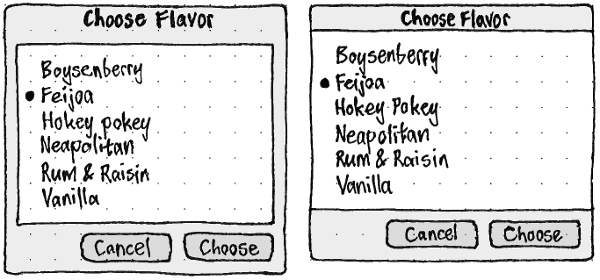 Choose Flavor
Boysenberry
Feijoa
Hokey pokey
Neapolitan
Rum & Raisin
Vanilla
Cancel Choose
Choose Flavor
Boysenberry
Feijoa
Hokey Pokey
Neapolitan
Rum & Raisin
Vanilla
Cancel Choose